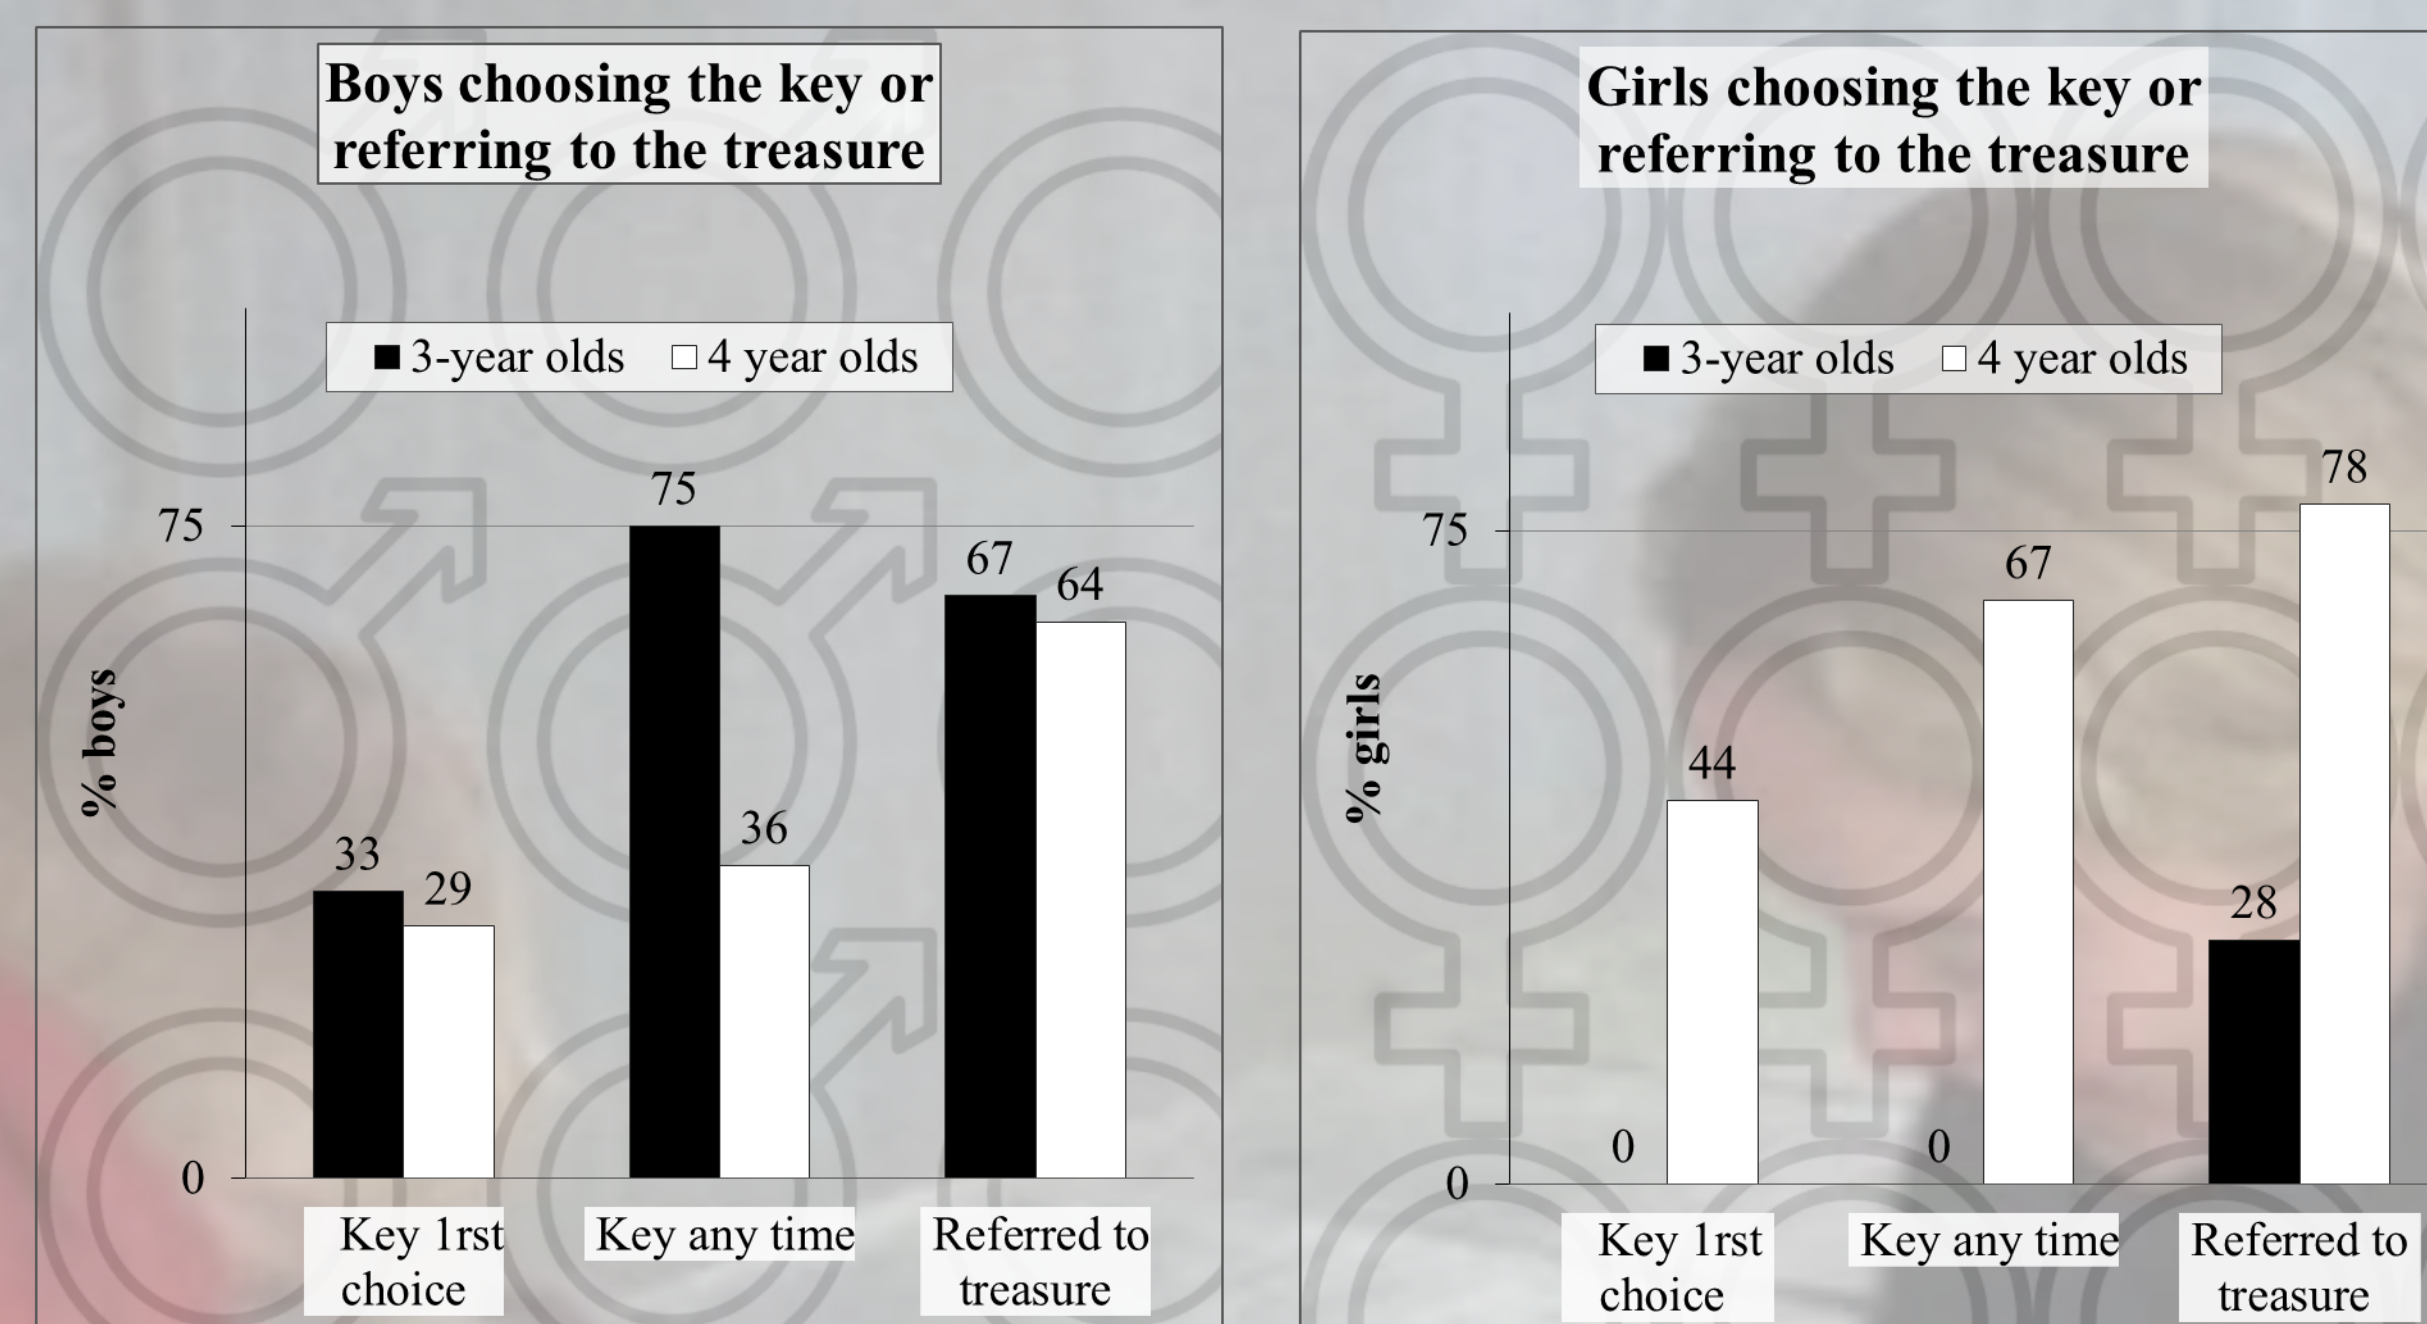 Boys choosing the key or
referring to the treasure
3-year olds 4 year olds
75
0
% boys
33
29
75
36
67
64
Key 1rst
choice
Key any time
Referred to
treasure
Girls choosing the key or
referring to the treasure
3-year olds 4 year olds
75
0
% girls
0
44
0
67
28
78
Key 1rst
choice
Key any time
Referred to
treasure